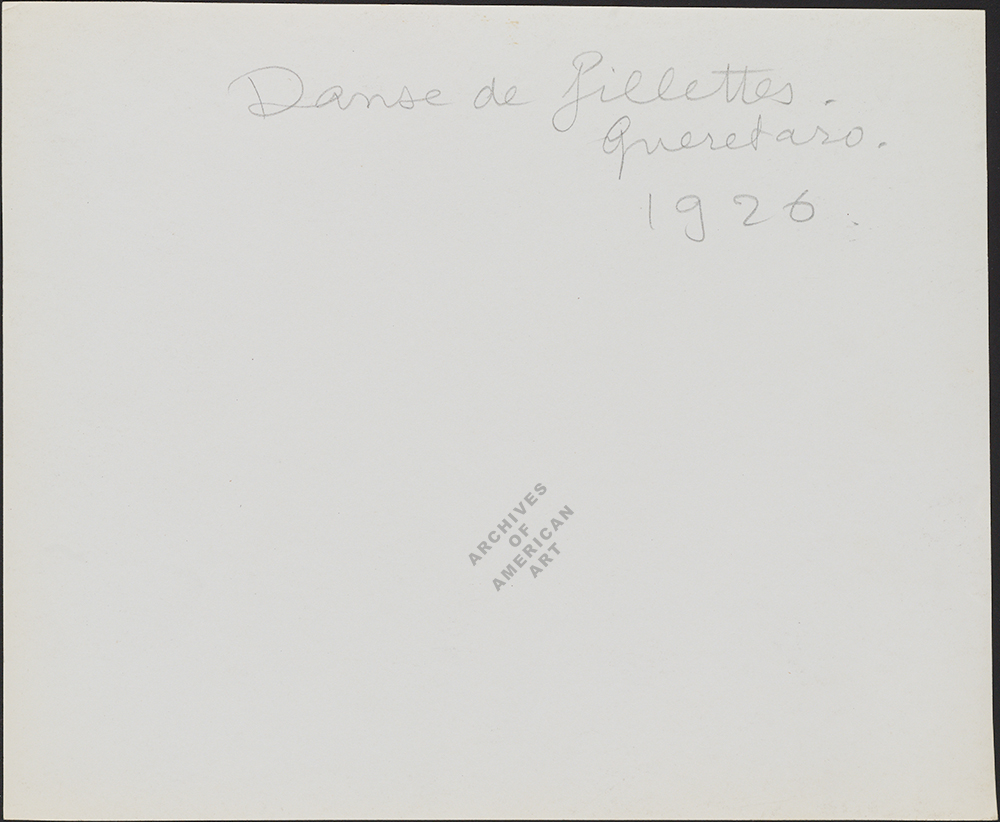 Danse de fillettes.
Queretaro.
1926.
ARCHIVES
OF
AMERICAN
ART